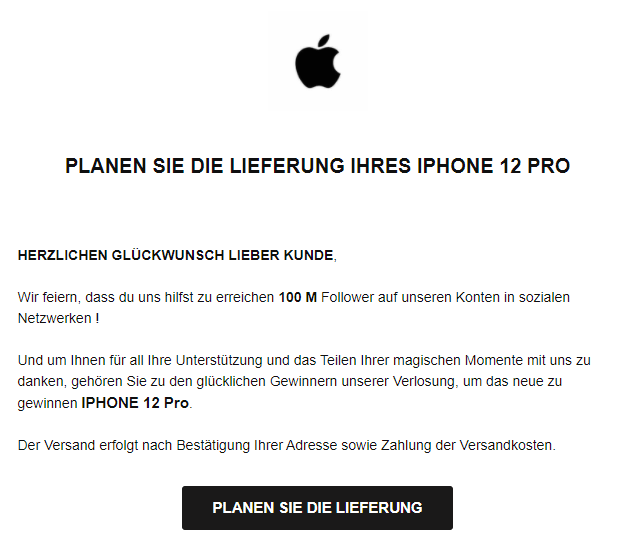 PLANEN SIE DIE LIEFERUNG IHRES IPHONE 12 PRO
HERZLICHEN GLÜCKWUNSCH LIEBER KUNDE,
Wir feiern, dass du uns hilfst zu erreichen 100 M Follower auf unseren Konten in sozialen
Netzwerken !
Und um Ihnen für all Ihre Unterstützung und das Teilen Ihrer magischen Momente mit uns zu
danken, gehören Sie zu den glücklichen Gewinnern unserer Verlosung, um das neue zu
gewinnen IPHONE 12 Pro.
Der Versand erfolgt nach Bestätigung Ihrer Adresse sowie Zahlung der Versandkosten.
PLANEN SIE DIE LIEFERUNG